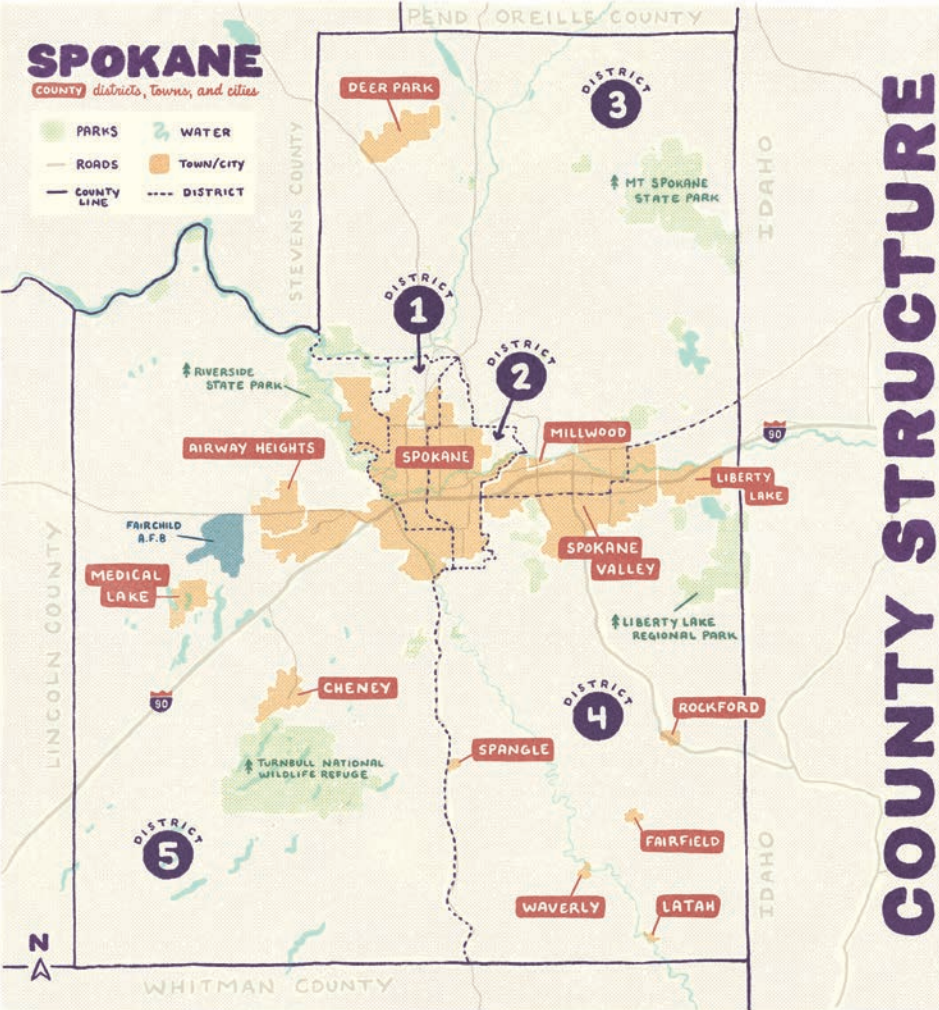 PEND OREILLE COUNTY
SPOKANE
COUNTY districts, towns, and cities
PARKS
WATER
ROADS
TOWN/CITY
COUNTY
LINE
DISTRICT
STEVENS COUNTY
DEER PARK
DISTRICT
3
MT SPOKANE
STATE PARK
IDAHO
COUNTY STRUCTURE
DISTRICT
1
DISTRICT
2
RIVERSIDE
STATE PARK
AIRWAY HEIGHTS
SPOKANE
MILLWOOD
90
LIBERTY
LAKE
FAIRCHILD
A.F.B
SPOKANE
VALLEY
MEDICAL
LAKE
LIBERTY LAKE
REGIONAL PARK
LINCOLN COUNTY
90
CHENEY
DISTRICT
4
ROCKFORD
SPANGLE
TURNBULL NATIONAL
WILDLIFE REFUGE
DISTRICT
5
FAIRFIELD
IDAHO
WAVERLY
LATAH
N
WHITMAN COUNTY